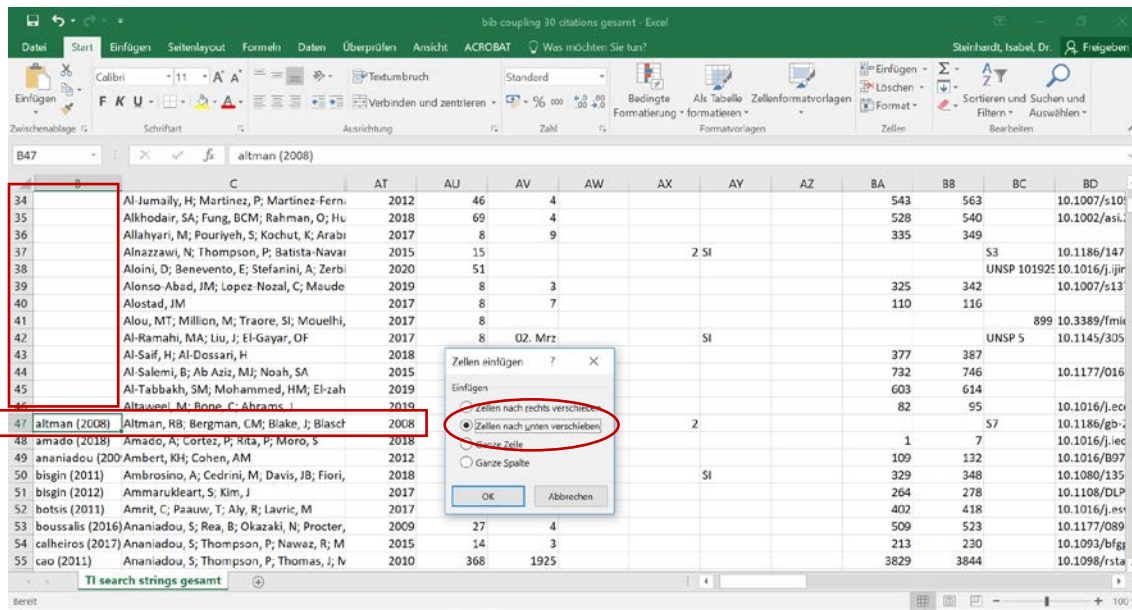 bib coupling 30 citations gesamt - Excel
Datei Start Einfügen Seitenlayout Formeln Daten Überprüfen Ansicht ACROBAT Was möchten Sie tun? Steinhardt, Isabel, Dr. Freigeben
Calibri 11 A A Textumbruch Standard Einfügen Σ
Einfügen F K U A Verbinden und zentrieren % 000 Bedingte Als Tabelle Zellenformatvorlagen Löschen Sortieren und Suchen und
Formatierung formatieren Format Filtern Auswählen
Zwischenablage Schriftart Ausrichtung Zahl Formatvorlagen Zellen Bearbeiten
B47 fx altman (2008)
B C AT AU AV AW AX AY AZ BA BB BC BD
34 Al-Jumaily, H; Martinez, P; Martinez-Fern 2012 46 4 543 563 10.1007/s10
35 Alkhodair, SA; Fung, BCM; Rahman, O; Hu 2018 69 4 528 540 10.1002/asi.
36 Allahyari, M; Pouriyeh, S; Kochut, K; Arab 2017 8 9 335 349
37 Alnazzawi, N; Thompson, P; Batista-Nava 2015 15 2 SI S3 10.1186/147
38 Aloini, D; Benevento, E; Stefanini, A; Zerb 2020 51 UNSP 101925 10.1016/j.ijir
39 Alonso-Abad, JM; Lopez-Nozal, C; Maude 2019 8 3 325 342 10.1007/s13
40 Alostad, JM 2017 8 7 110 116
41 Alou, MT; Million, M; Traore, SI; Mouelhi, 2017 8 899 10.3389/fmi
42 Al-Ramahi, MA; Liu, J; El-Gayar, OF 2017 8 02. Mrz SI UNSP 5 10.1145/305
43 Al-Saif, H; Al-Dossari, H 2018 377 387
44 Al-Salemi, B; Ab Aziz, MJ; Noah, SA 2015 732 746 10.1177/016
45 Al-Tabbakh, SM; Mohammed, HM; El-zah 2019 603 614
46 Altaweel, M; Bone, C; Abrams, J 2019 82 95 10.1016/j.ec
47 altman (2008) Altman, RB; Bergman, CM; Blake, J; Blasch 2008 2 S7 10.1186/gb-2
48 amado (2018) Amado, A; Cortez, P; Rita, P; Moro, S 2018 1 7 10.1016/j.ied
49 ananiadou (200 Ambert, KH; Cohen, AM 2012 109 132 10.1016/B97
50 bisgin (2011) Ambrosino, A; Cedrini, M; Davis, JB; Fiori, 2018 SI 329 348 10.1080/135
51 bisgin (2012) Ammarukleart, S; Kim, J 2017 264 278 10.1108/DLP
52 botsis (2011) Amrit, C; Paauw, T; Aly, R; Lavric, M 2017 402 418 10.1016/j.esv
53 boussalis (2016) Ananiadou, S; Rea, B; Okazaki, N; Procter, 2009 27 4 509 523 10.1177/089
54 calheiros (2017) Ananiadou, S; Thompson, P; Nawaz, R; M 2015 14 3 213 230 10.1093/bfg
55 cao (2011) Ananiadou, S; Thompson, P; Thomas, J; M 2010 368 1925 3829 3844 10.1098/rsta
Zellen einfügen ? ×
Einfügen
Zellen nach rechts verschieben
Zellen nach unten verschieben
Ganze Zeile
Ganze Spalte
OK Abbrechen
TI search strings gesamt
Bereit 100